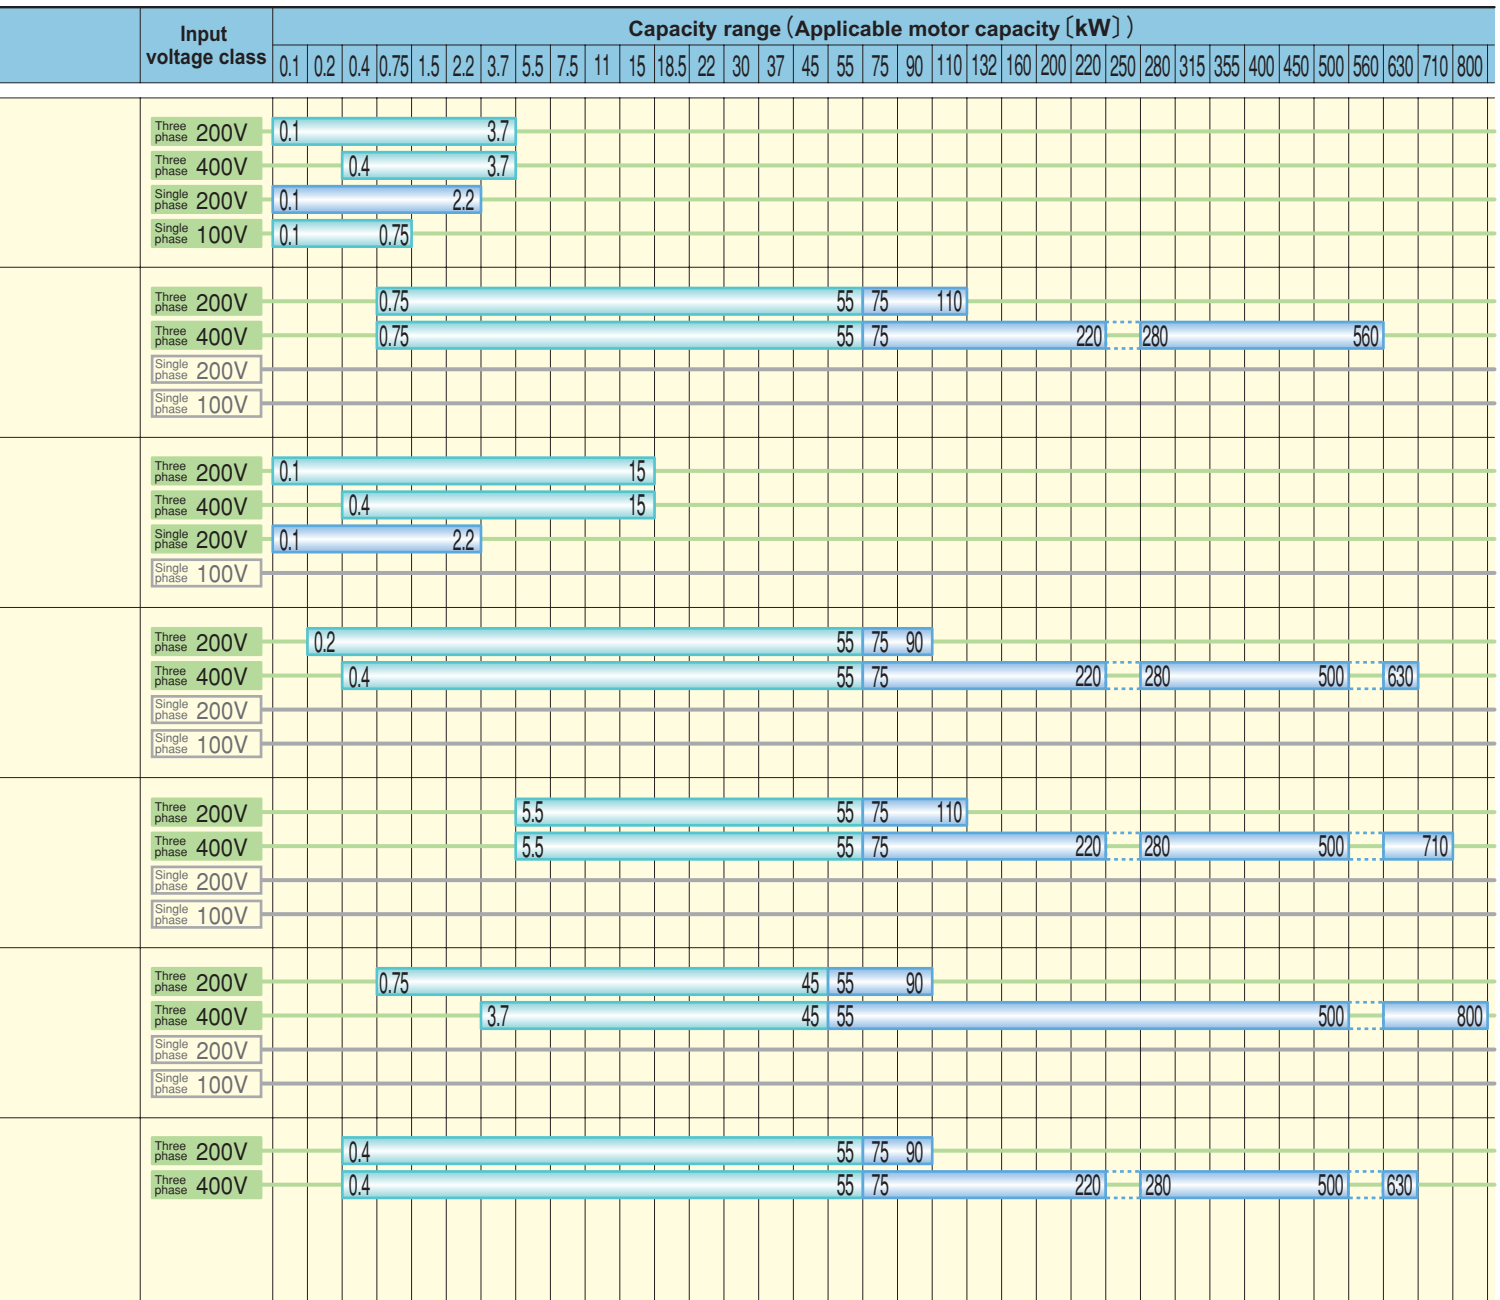 Input
voltage class
Capacity range (Applicable motor capacity〔kW〕)
0.1 0.2 0.4 0.75 1.5 2.2 3.7 5.5 7.5 11 15 18.5 22 30 37 45 55 75 90 110 132 160 200 220 250 280 315 355 400 450 500 560 630 710 800
Three phase 200V 0.1 3.7
Three phase 400V 0.4 3.7
Single phase 200V 0.1 2.2
Single phase 100V 0.1 0.75
Three phase 200V 0.75 55 75 110
Three phase 400V 0.75 55 75 220 280 560
Single phase 200V
Single phase 100V
Three phase 200V 0.1 15
Three phase 400V 0.4 15
Single phase 200V 0.1 2.2
Single phase 100V
Three phase 200V 0.2 55 75 90
Three phase 400V 0.4 55 75 220 280 500 630
Single phase 200V
Single phase 100V
Three phase 200V 5.5 55 75 110
Three phase 400V 5.5 55 75 220 280 500 710
Single phase 200V
Single phase 100V
Three phase 200V 0.75 45 55 90
Three phase 400V 3.7 45 55 500 800
Single phase 200V
Single phase 100V
Three phase 200V 0.4 55 75 90
Three phase 400V 0.4 55 75 220 280 500 630